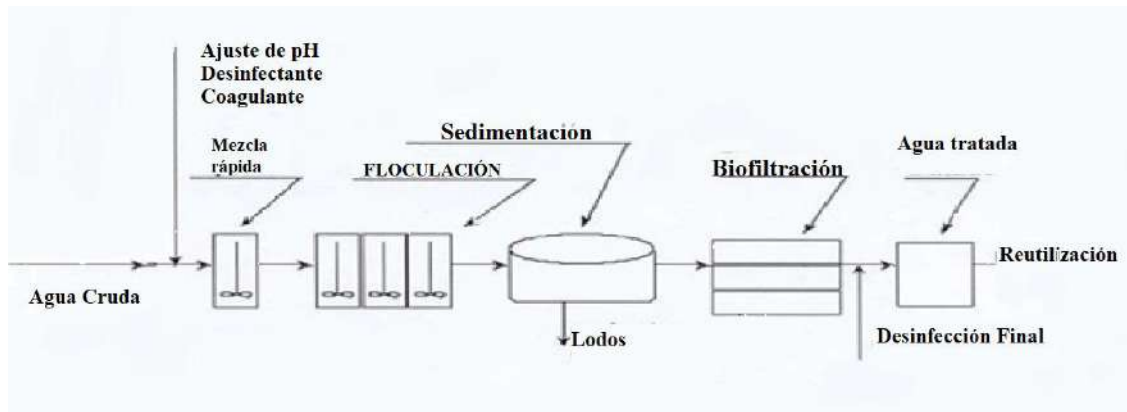 Ajuste de pH
Desinfectante
Coagulante
Mezcla
rápida
FLOCULACIÓN
Sedimentación
Biofiltración
Agua tratada
Agua Cruda
Lodos
Desinfección Final
Reutilización